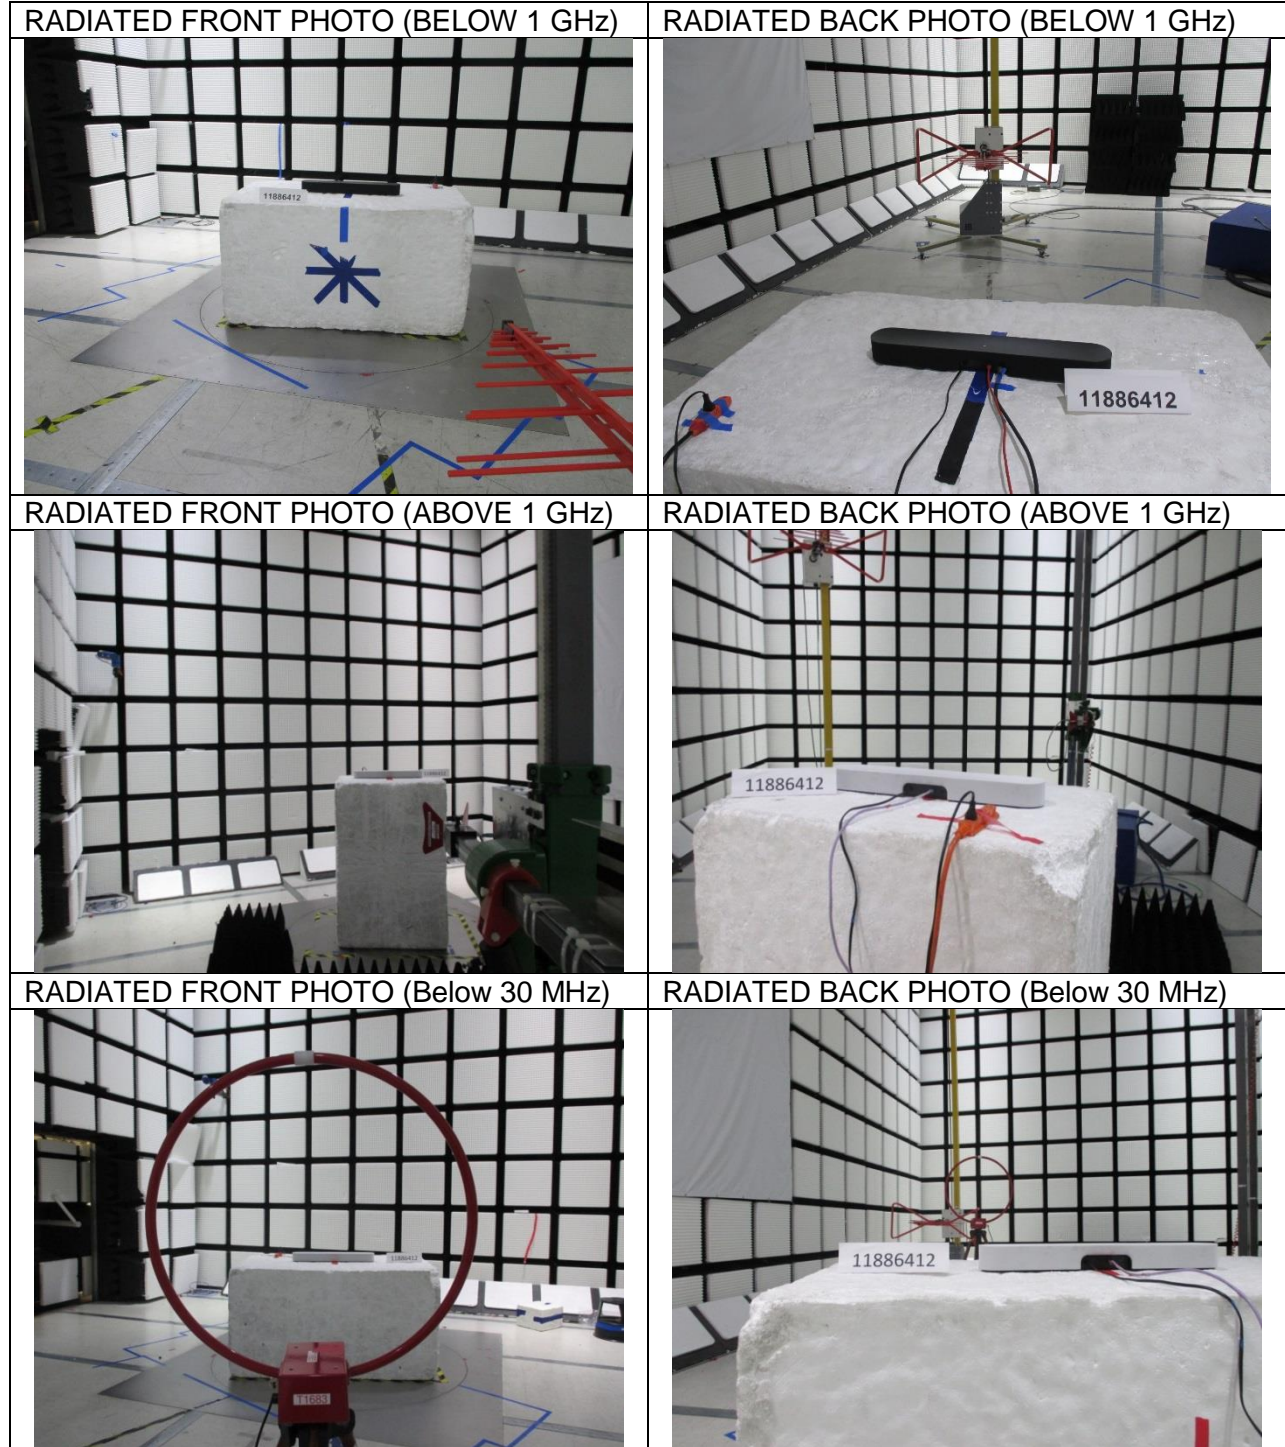 RADIATED FRONT PHOTO (BELOW 1 GHz)
RADIATED BACK PHOTO (BELOW 1 GHz)
11886412
11886412
RADIATED FRONT PHOTO (ABOVE 1 GHz)
RADIATED BACK PHOTO (ABOVE 1 GHz)
11886412
11886412
RADIATED FRONT PHOTO (Below 30 MHz)
RADIATED BACK PHOTO (Below 30 MHz)
11886412
T1683
11886412